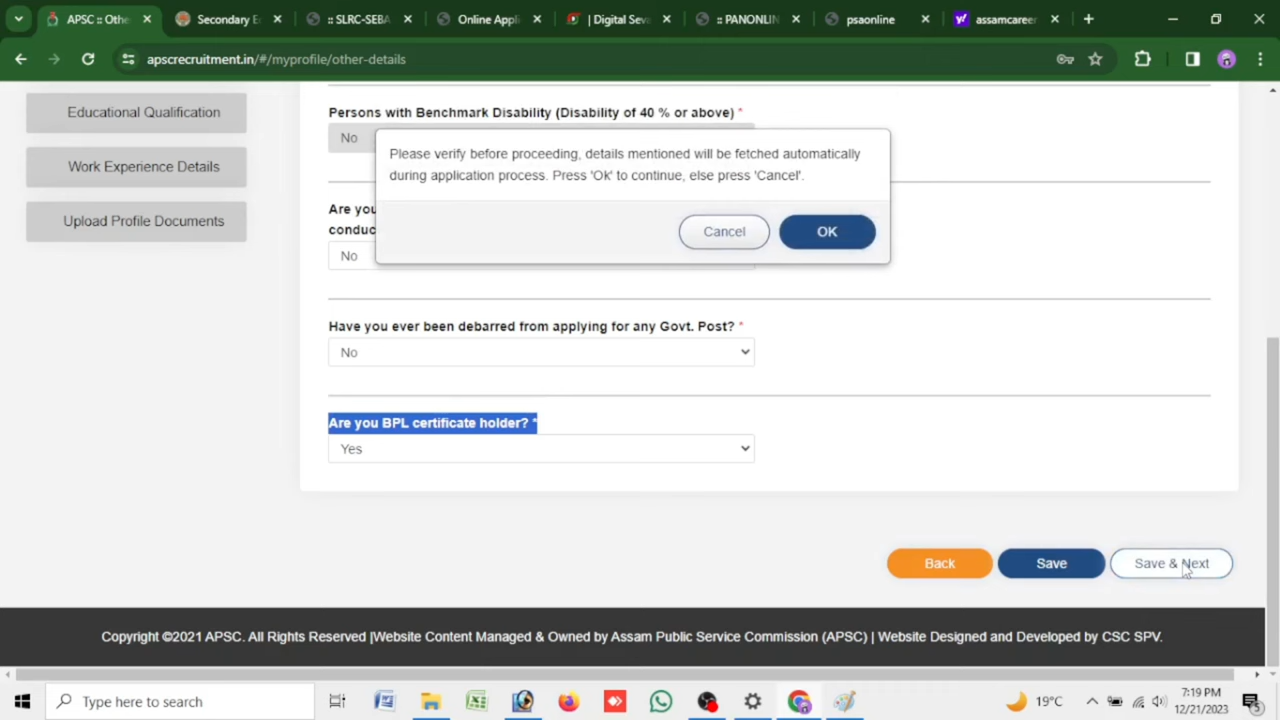 APSC :: Othe
Secondary E
:: SLRC-SEBA
Online Appli
| Digital Seva
:: PANONLIN
psaonline
assamcareer
apscrecruitment.in/#/myprofile/other-details
Educational Qualification
Work Experience Details
Upload Profile Documents
Persons with Benchmark Disability (Disability of 40 % or above) *
No
Please verify before proceeding, details mentioned will be fetched automatically
during application process. Press 'Ok' to continue, else press 'Cancel'.
Cancel
OK
Are you
conduc
No
Have you ever been debarred from applying for any Govt. Post? *
No
Are you BPL certificate holder? *
Yes
Back
Save
Save & Next
Copyright ©2021 APSC. All Rights Reserved |Website Content Managed & Owned by Assam Public Service Commission (APSC) | Website Designed and Developed by CSC SPV.
Type here to search
19°C
7:19 PM
12/21/2023
5